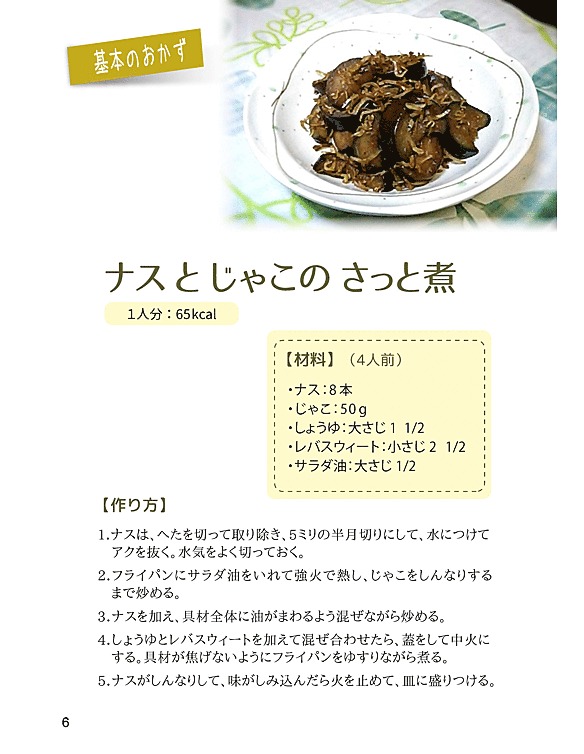 基本のおかず
ナスとじゃこの さっと煮
1人分：65kcal
【材料】（4人前）
・ナス：8本
・じゃこ：50g
・しょうゆ：大さじ1 1/2
・レバスウィート：小さじ2 1/2
・サラダ油：大さじ1/2
【作り方】
1.ナスは、へたを切って取り除き、5ミリの半月切りにして、水につけて
アクを抜く。水気をよく切っておく。
2.フライパンにサラダ油をいれて強火で熱し、じゃこをしんなりする
まで炒める。
3.ナスを加え、具材全体に油がまわるよう混ぜながら炒める。
4.しょうゆとレバスウィートを加えて混ぜ合わせたら、蓋をして中火に
する。具材が焦げないようにフライパンをゆすりながら煮る。
5.ナスがしんなりして、味がしみ込んだら火を止めて、皿に盛りつける。
6